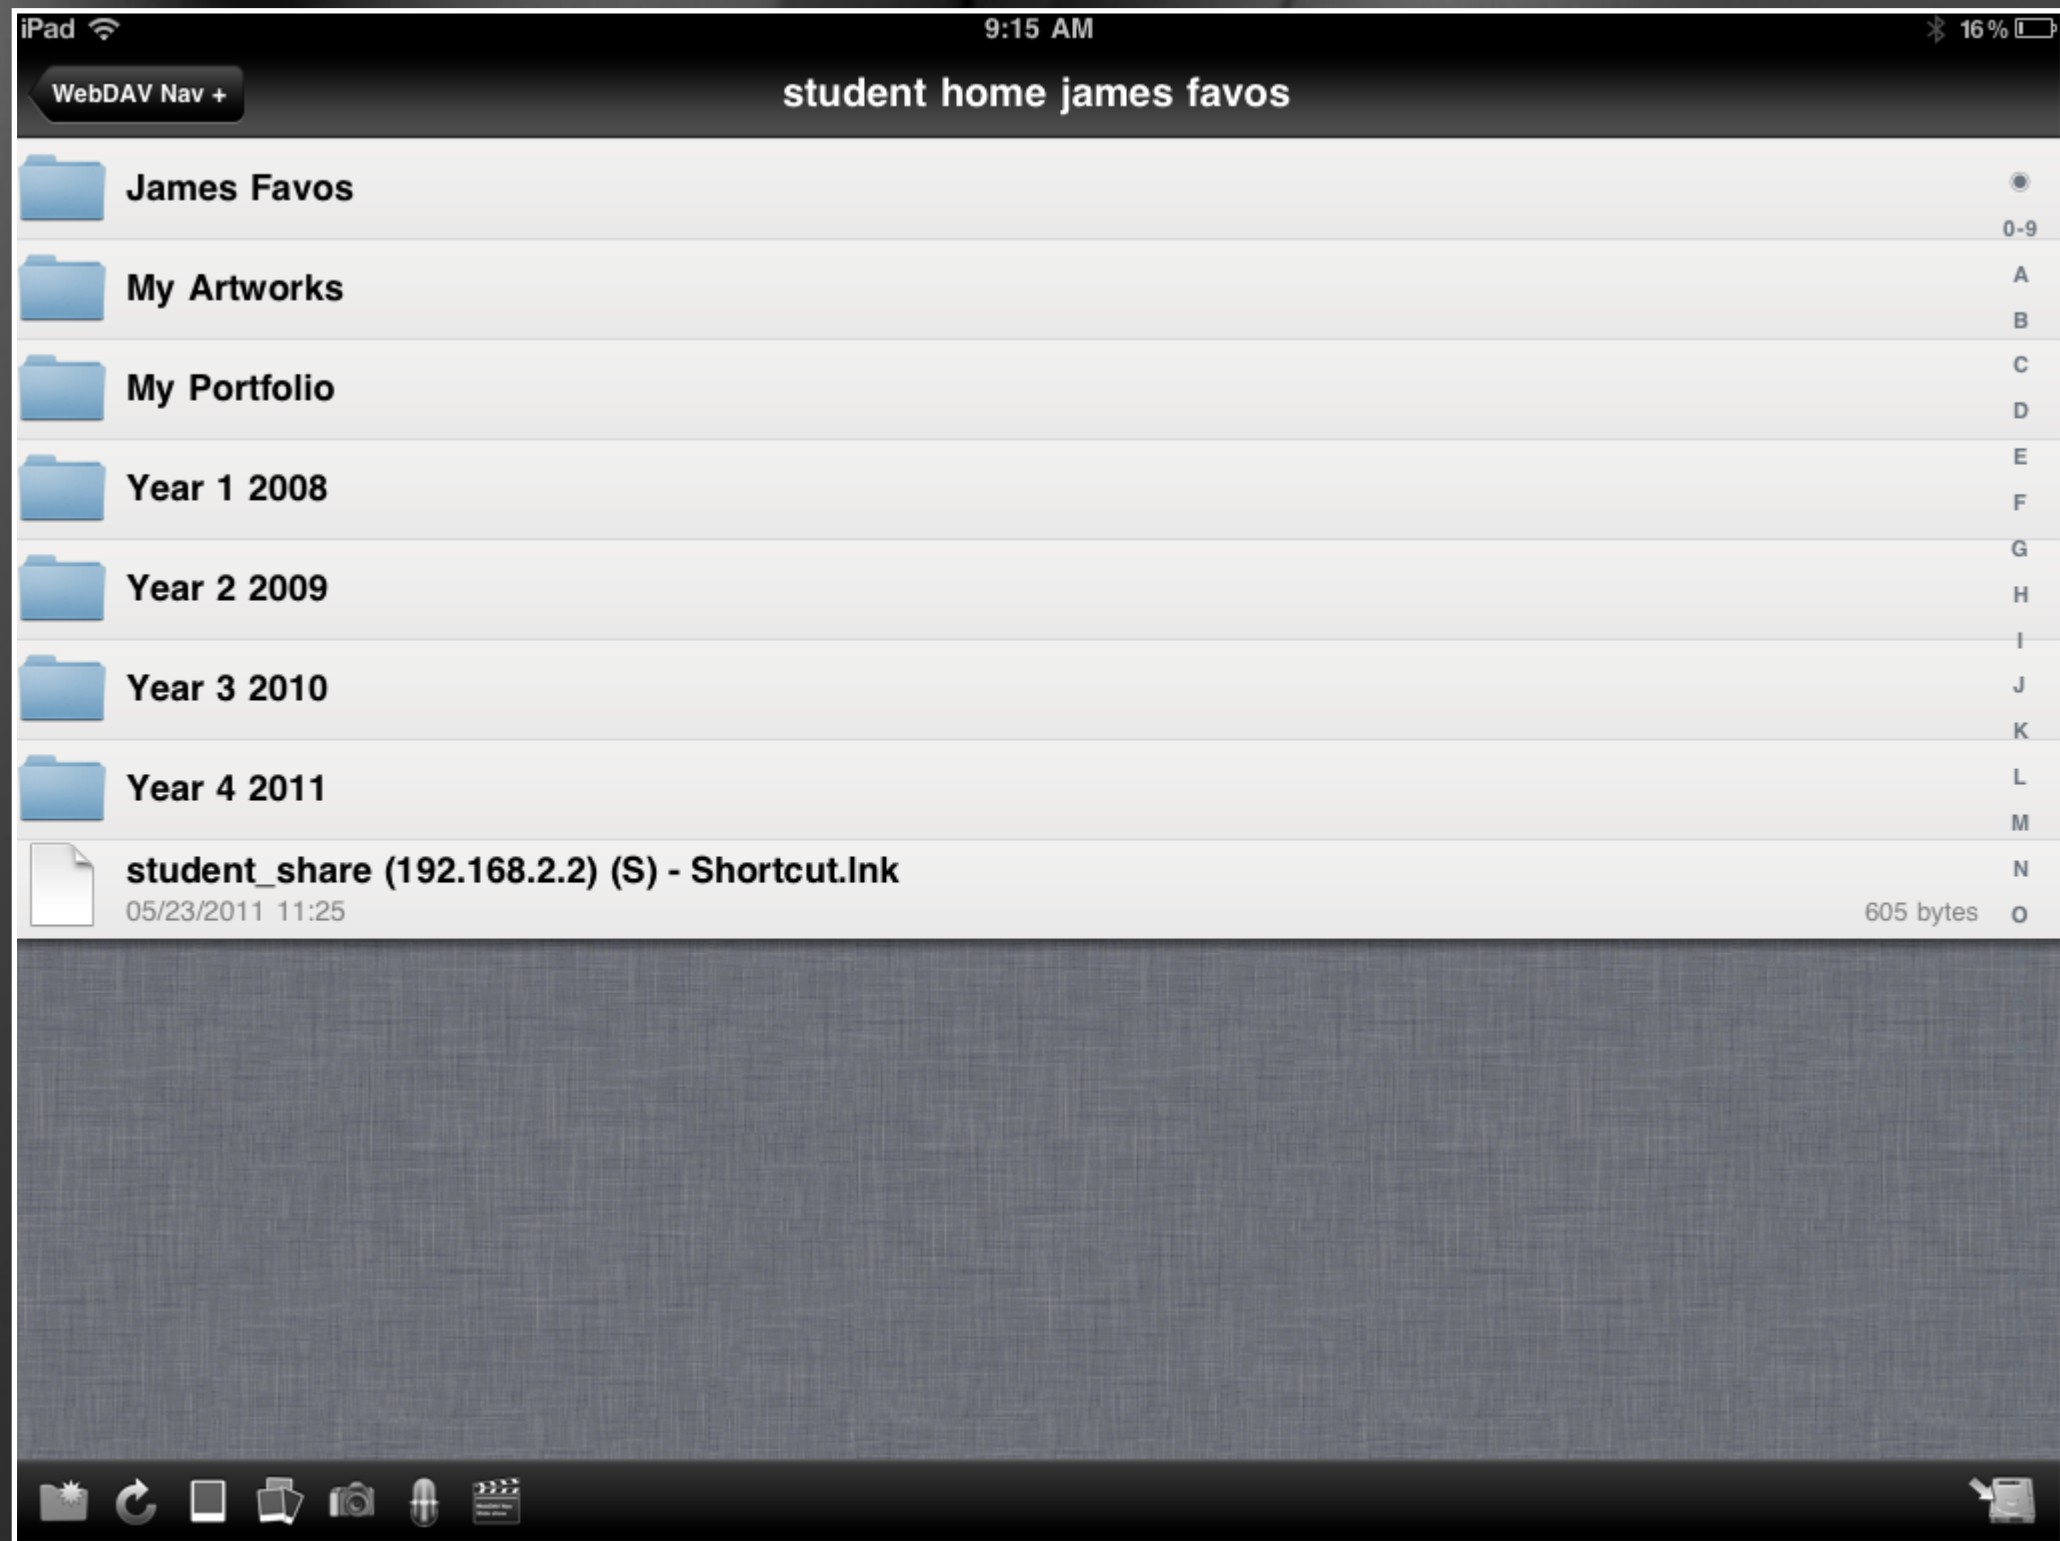 iPad 9:15 AM 16%
WebDAV Nav + student home james favos
James Favos
My Artworks
My Portfolio
Year 1 2008
Year 2 2009
Year 3 2010
Year 4 2011
student_share (192.168.2.2) (S) - Shortcut.lnk
05/23/2011 11:25 605 bytes
0-9
A
B
C
D
E
F
G
H
I
J
K
L
M
N
O